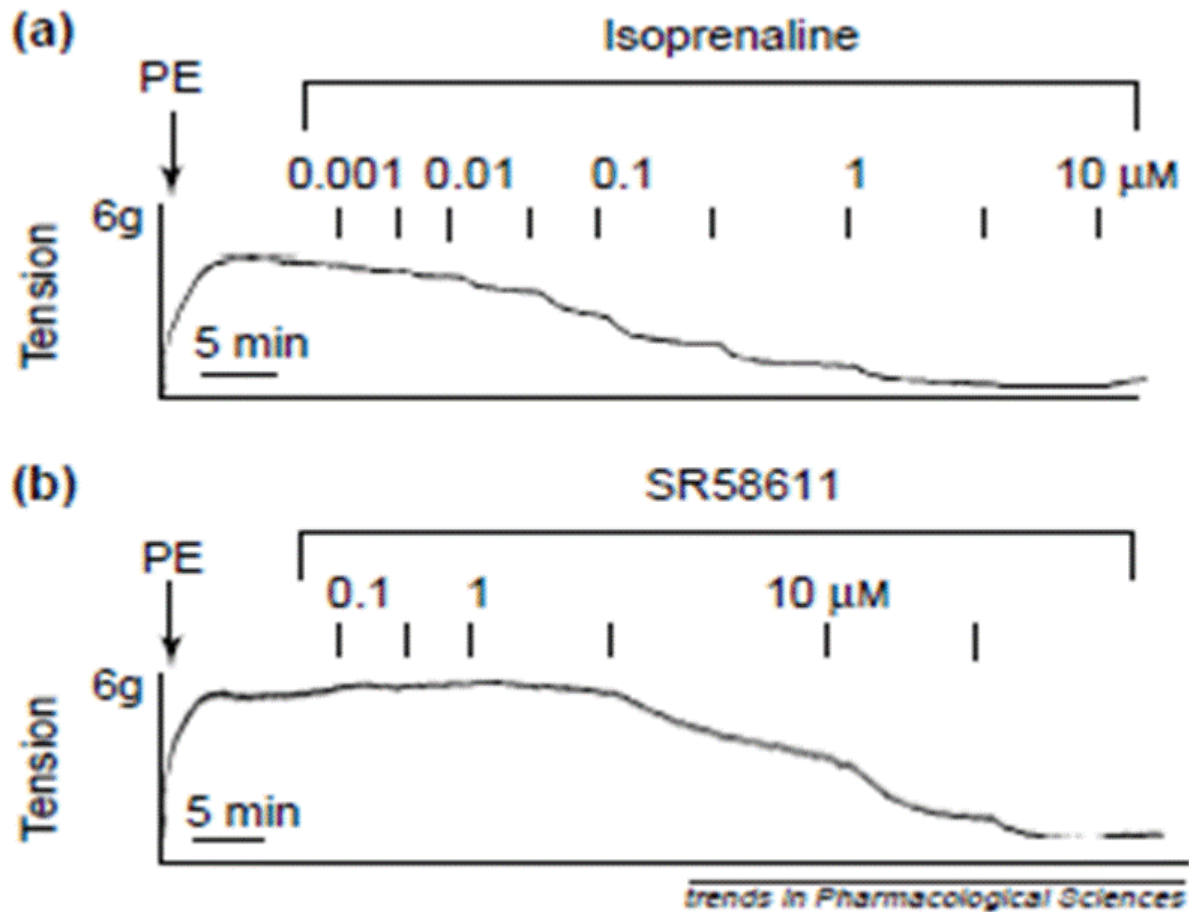 (a)
Isoprenaline
PE
0.001 0.01 0.1 1 10 µM
6g
Tension
5 min
(b)
SR58611
PE
0.1 1 10 µM
6g
Tension
5 min
trends in Pharmacological Sciences